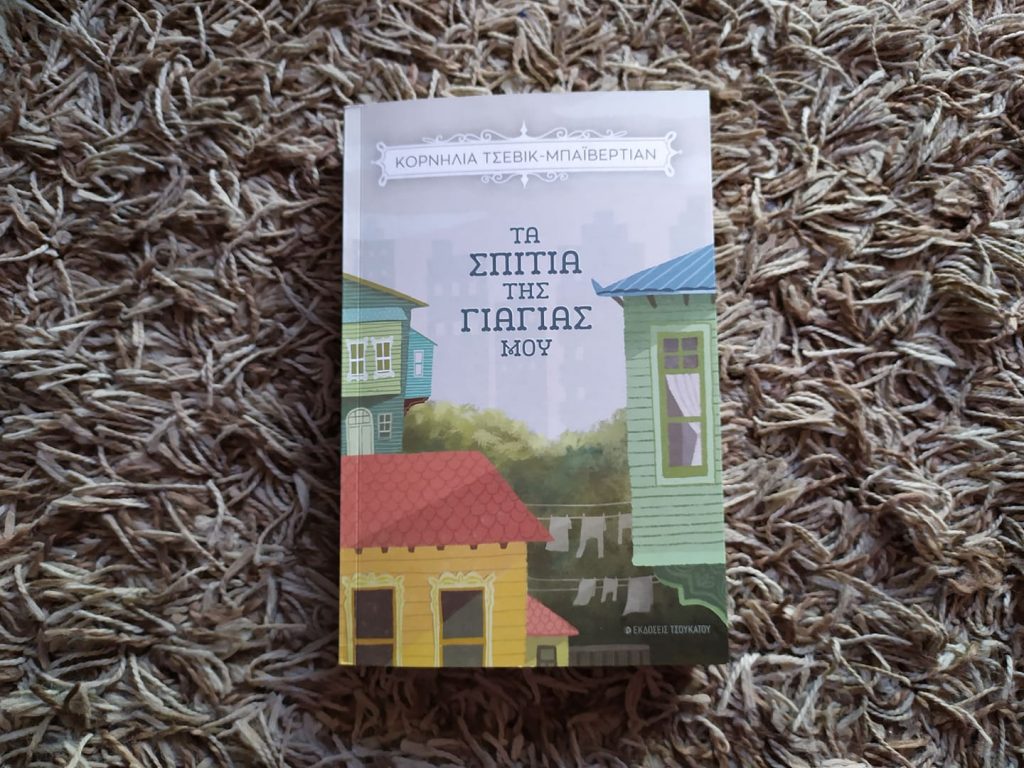 ΚΟΡΝΗΛΙΑ ΤΣΕΒΙΚ-ΜΠΑΪΒΕΡΤΙΑΝ
ΤΑ
ΣΠΙΤΙΑ
ΤΗΣ
ΓΙΑΓΙΑΣ
ΜΟΥ
ΕΚΔΟΣΕΙΣ ΤΣΟΥΚΑΤΟΥ